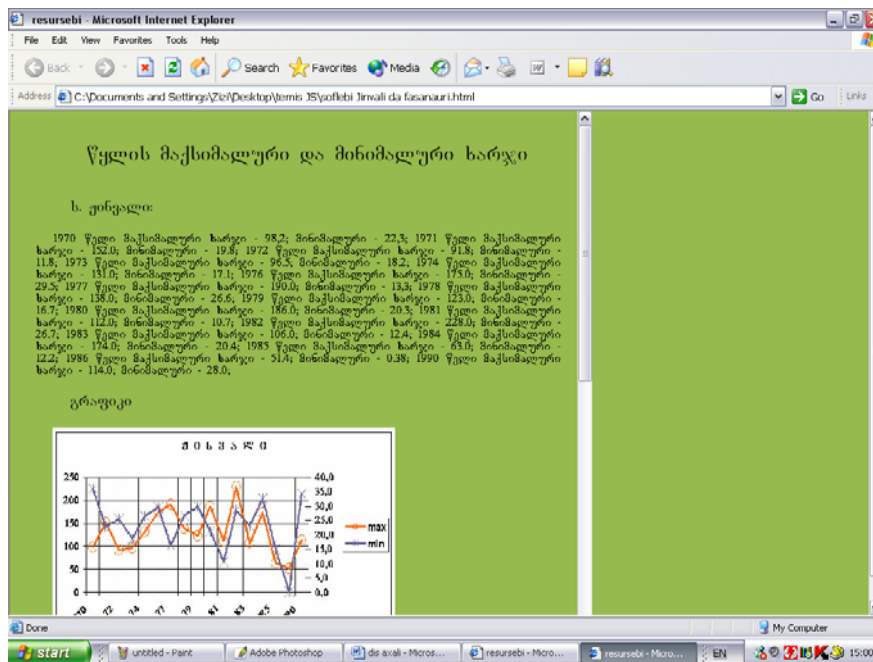 resursebi - Microsoft Internet Explorer
File Edit View Favorites Tools Help
Back Search Favorites Media
Address C:\Documents and Settings\Zizi\Desktop\temis JS\soflebi Jinvali da fasanauri.html Go Links
წყლის მაქსიმალური და მინიმალური ხარჯი
ს. ჟინვალი:
1970 წელი მაქსიმალური ხარჯი - 98,2; მინიმალური - 22,3; 1971 წელი მაქსიმალური
ხარჯი - 152.0; მინიმალური - 19,8; 1972 წელი მაქსიმალური ხარჯი - 91.8; მინიმალური -
11,8; 1973 წელი მაქსიმალური ხარჯი - 96.5, მინიმალური - 18.2; 1974 წელი მაქსიმალური
ხარჯი - 131.0; მინიმალური - 17.1; 1976 წელი მაქსიმალური ხარჯი - 175.0; მინიმალური -
29.5; 1977 წელი მაქსიმალური ხარჯი - 190.0; მინიმალური - 13,3; 1978 წელი მაქსიმალური
ხარჯი - 138.0; მინიმალური - 26.6; 1979 წელი მაქსიმალური ხარჯი - 123.0; მინიმალური -
16.7; 1980 წელი მაქსიმალური ხარჯი - 186.0; მინიმალური - 20.3; 1981 წელი მაქსიმალური
ხარჯი - 112.0; მინიმალური - 10.7; 1982 წელი მაქსიმალური ხარჯი - 228.0; მინიმალური -
26.7; 1983 წელი მაქსიმალური ხარჯი - 106.0; მინიმალური - 12.4; 1984 წელი მაქსიმალური
ხარჯი - 174.0; მინიმალური - 20.4; 1985 წელი მაქსიმალური ხარჯი - 63.0; მინიმალური -
12.2; 1986 წელი მაქსიმალური ხარჯი - 51.4; მინიმალური - 0.38; 1990 წელი მაქსიმალური
ხარჯი - 114.0; მინიმალური - 28.0;
გრაფიკი
ჟინვალი
250 40,0
200 35,0
30,0
150 25,0
20,0
100 15,0
50 10,0
5,0
0 0,0
max
min
72 74 77 79 81 83
Done My Computer
start untitled - Paint Adobe Photoshop dis axali - Micros... resursebi - Micro... resursebi - Micro... EN 15:00